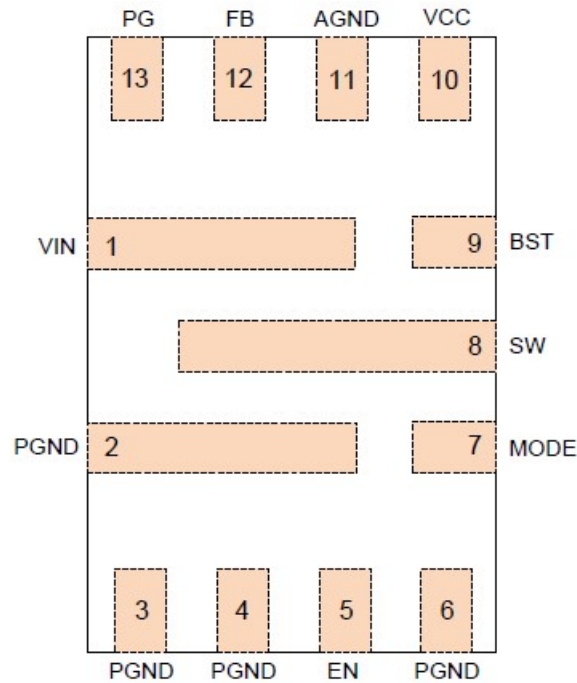 PG FB AGND VCC
13 12 11 10
VIN 1 9 BST
8 SW
PGND 2 7 MODE
3 4 5 6
PGND PGND EN PGND